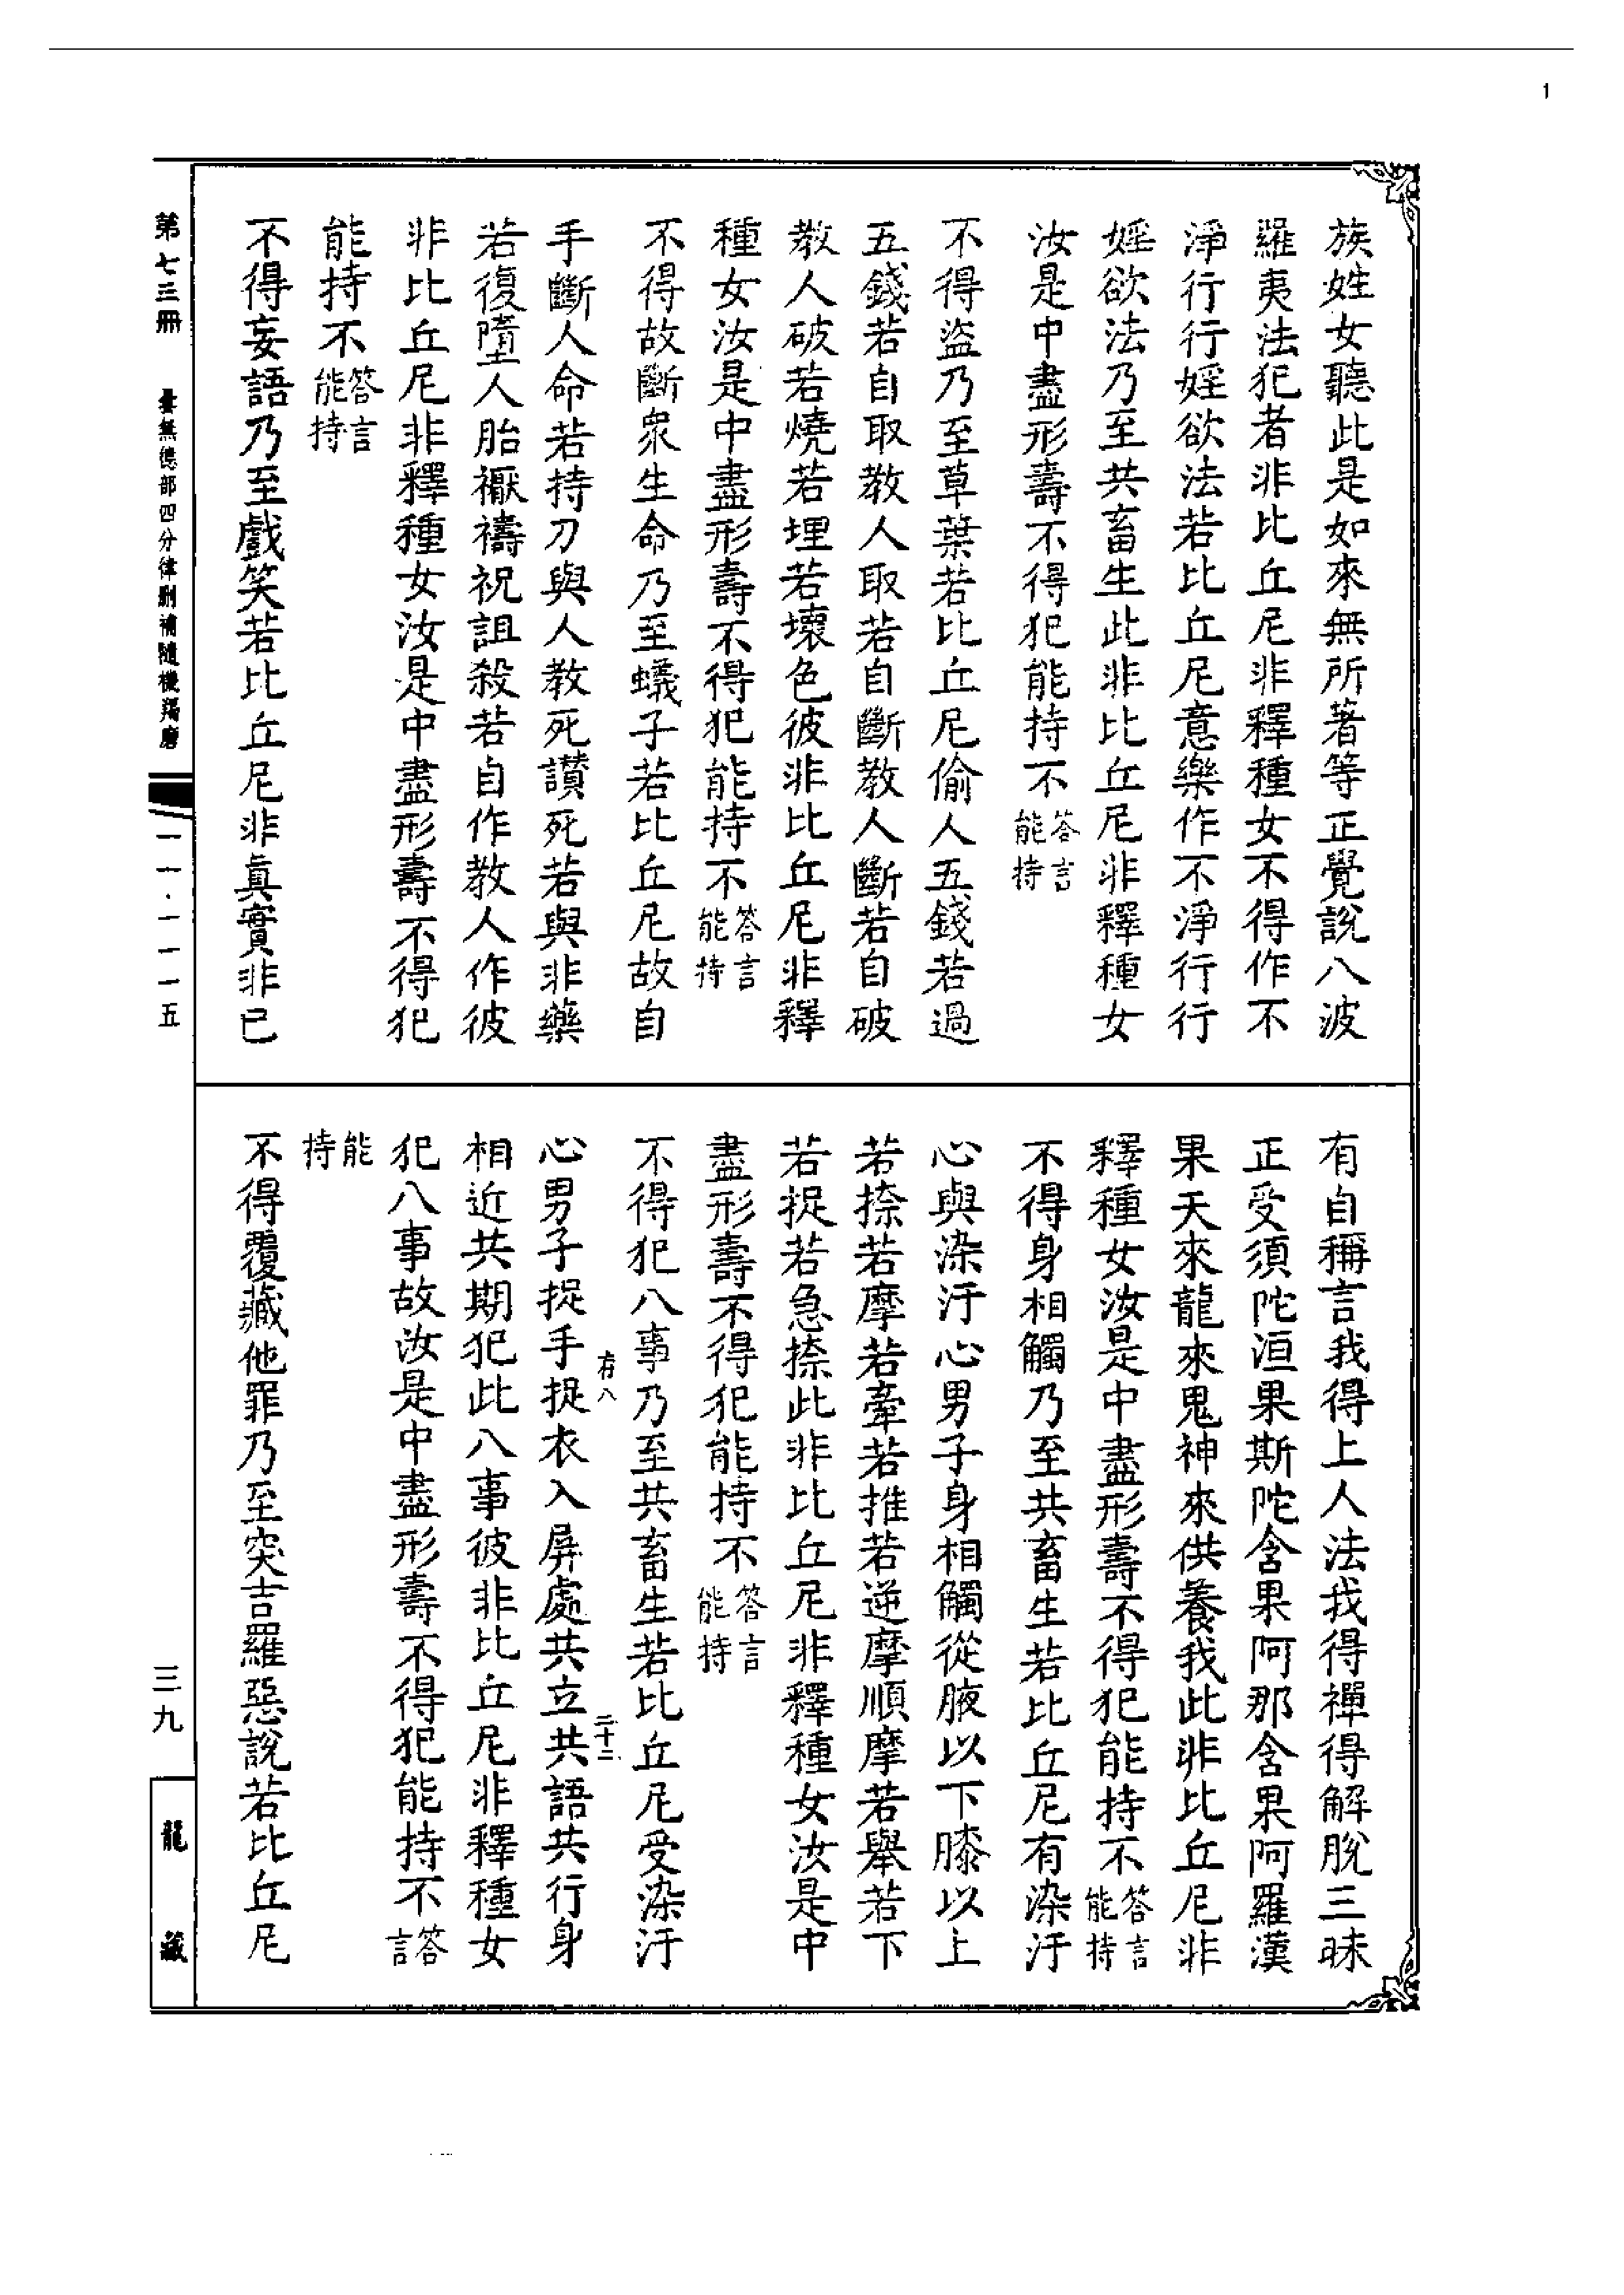 1
族姓女聽此是如來無所著等正覺說八波
羅夷法犯者非比丘尼非釋種女不得作不
淨行行婬欲法若比丘尼意樂作不淨行行
婬欲法乃至共畜生此非比丘尼非釋種女
汝是中盡形壽不得犯能持不答言能持
不得盜乃至草葉若比丘尼偷人五錢若過
五錢若自取教人取若自斷教人斷若自破
教人破若燒若埋若壞色彼非比丘尼非釋
種女汝是中盡形壽不得犯能持不答言能持
不得故斷眾生命乃至蟻子若比丘尼故自
手斷人命若持刀與人教死讚死若與非藥
若復墮人胎禳禱祝詛殺若自作教人作彼
非比丘尼非釋種女汝是中盡形壽不得犯
能持不答言能持
不得妄語乃至戲笑若比丘尼非真實非已
有自稱言我得上人法我得禪得解脫三昧
正受須陀洹果斯陀含果阿那含果阿羅漢
果天來龍來鬼神來供養我此非比丘尼非
釋種女汝是中盡形壽不得犯能持不答言能持
不得身相觸乃至共畜生若比丘尼有染汙
心與染汙心男子身相觸從腋以下膝以上
若捺若摩若牽若推若逆摩順摩若舉若下
若捉若急捺此非比丘尼非釋種女汝是中
盡形壽不得犯能持不答言能持
不得犯八事乃至共畜生若比丘尼受染汙
存八
二十二
心男子捉手捉衣入屏處共立共語共行身
相近共期犯此八事彼非比丘尼非釋種女
犯八事故汝是中盡形壽不得犯能持不答言
能持
不得覆藏他罪乃至突吉羅惡說若比丘尼
第七三冊
曇無德部四分律刪補隨機羯磨
一一·一一一五
三九
龍藏